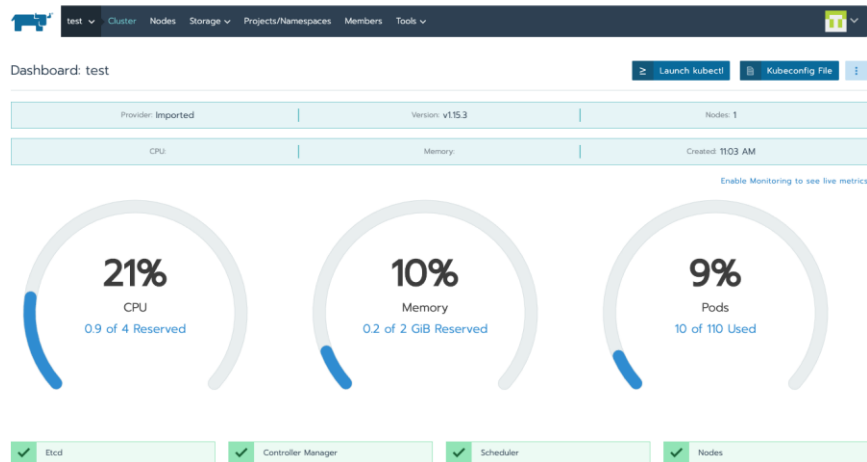 test Cluster Nodes Storage Projects/Namespaces Members Tools
Dashboard: test
Launch kubectl Kubeconfig File
Provider: Imported Version: v1.15.3 Nodes: 1
CPU: Memory: Created: 11:03 AM
Enable Monitoring to see live metrics
21% 10% 9%
CPU Memory Pods
0.9 of 4 Reserved 0.2 of 2 GiB Reserved 10 of 110 Used
Etcd Controller Manager Scheduler Nodes